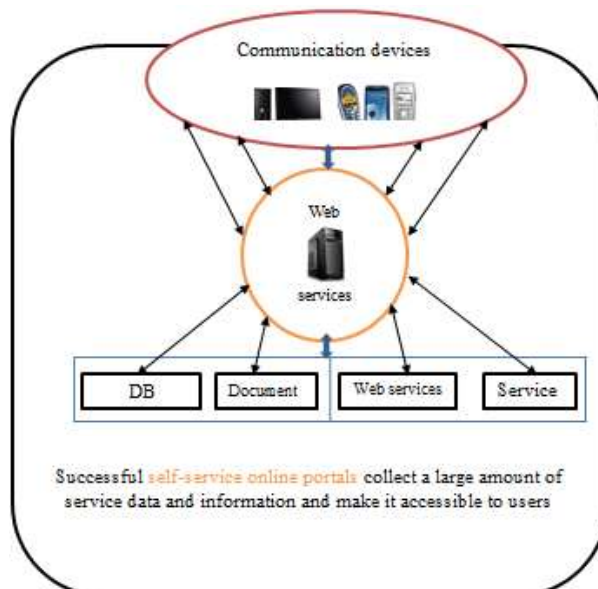 Communication devices
Web
services
DB
Document
Web services
Service
Successful self-service online portals collect a large amount of
service data and information and make it accessible to users